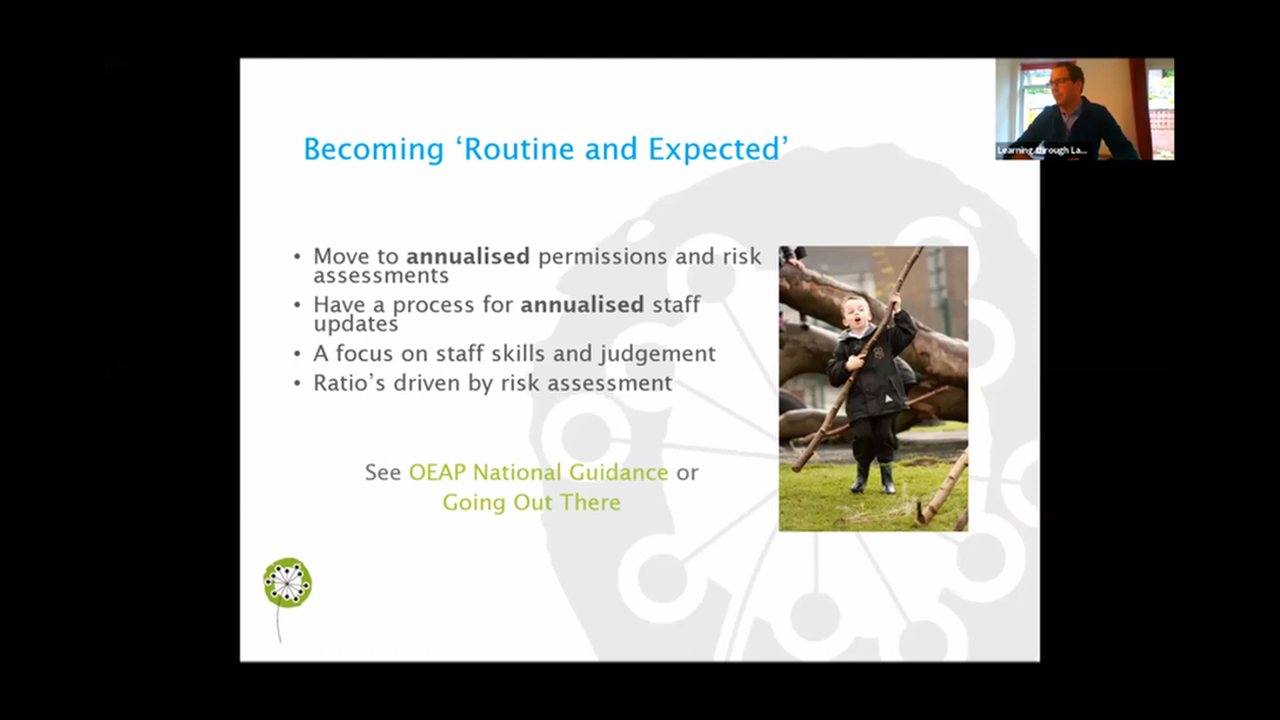 Becoming ‘Routine and Expected’
Learning through La...
• Move to annualised permissions and risk
assessments
• Have a process for annualised staff
updates
• A focus on staff skills and judgement
• Ratio’s driven by risk assessment
See OEAP National Guidance or
Going Out There